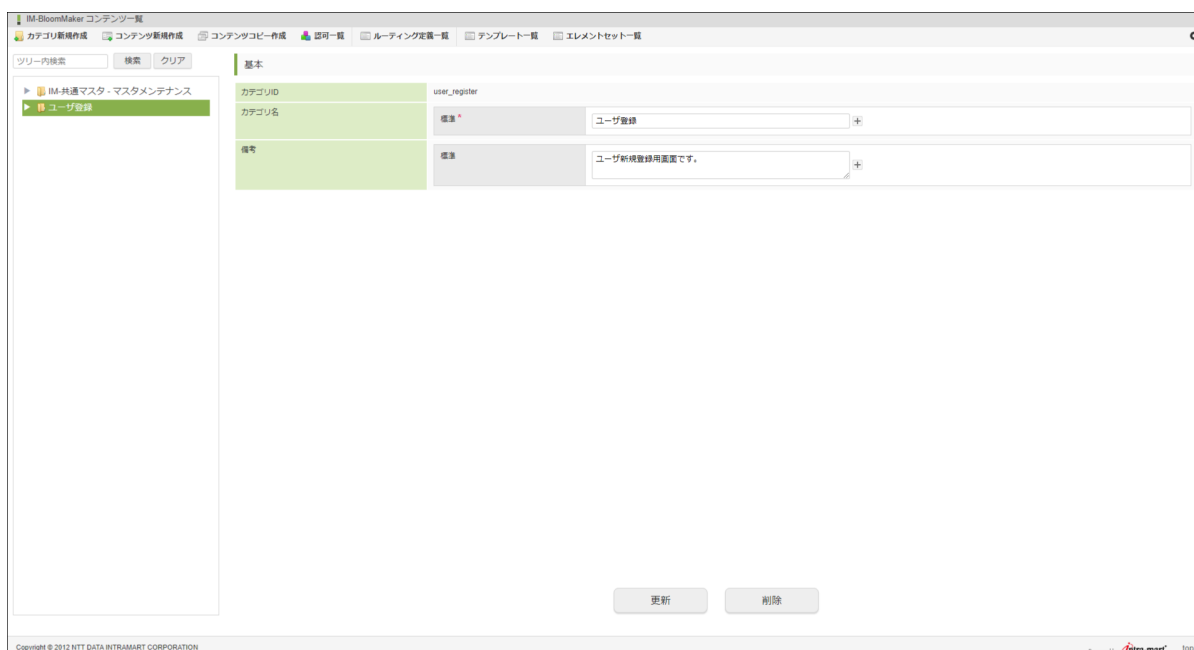 IM-BloomMaker コンテンツ一覧
カテゴリ新規作成 コンテンツ新規作成 コンテンツコピー作成 認可一覧 ルーティング定義一覧 テンプレート一覧 エレメントセット一覧
ツリー内検索 検索 クリア
基本
IM-共通マスタ - マスタメンテナンス
ユーザ登録
カテゴリID user_register
カテゴリ名 標準 * ユーザ登録
備考 標準 ユーザ新規登録用画面です。
更新 削除
Copyright © 2012 NTT DATA INTRAMART CORPORATION
intra-mart top